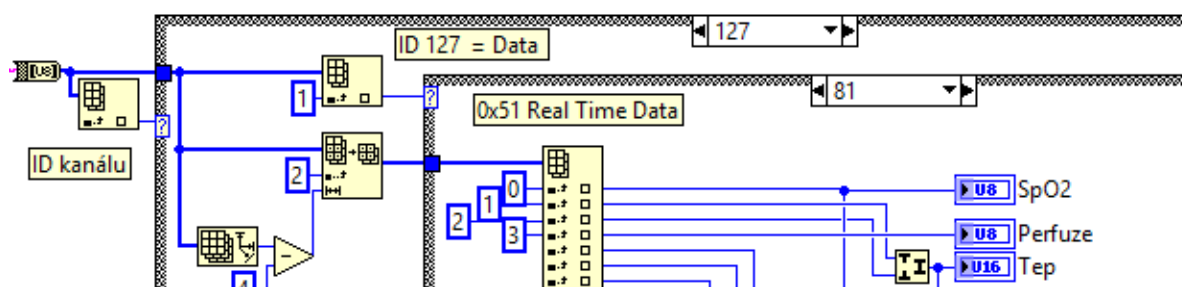 127
ID 127 = Data
[U8]
1
81
?
0x51 Real Time Data
?
ID kanálu
2
0
U8 SpO2
1
2
3
U8 Perfuze
U16 Tep
4